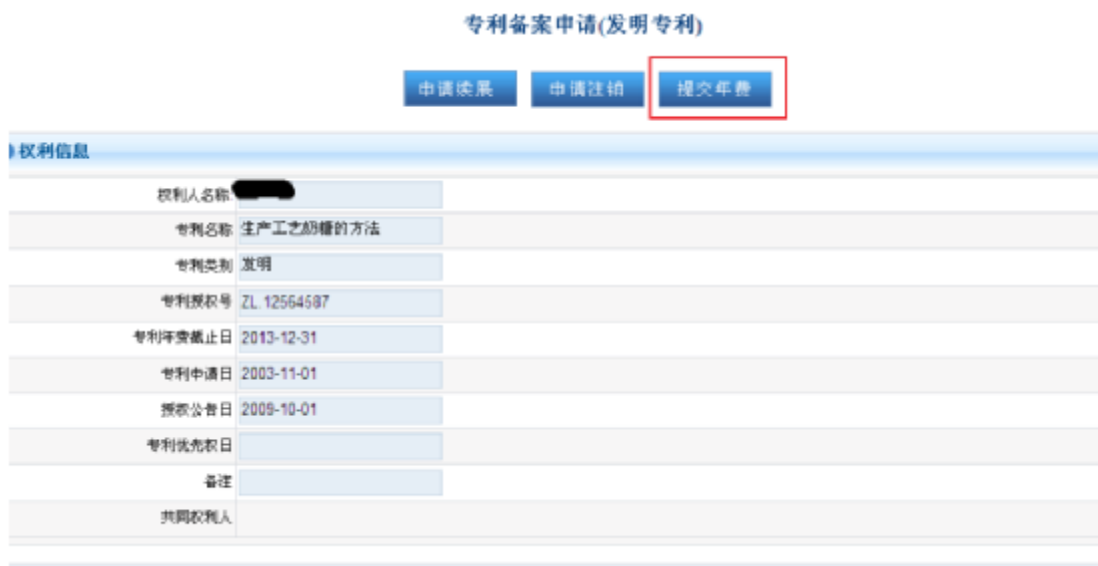 专利备案申请(发明专利)
申请续展 申请注销 提交年费
权利信息
权利人名称:
专利名称 生产工艺奶糖的方法
专利类别 发明
专利授权号 ZL.12564587
专利年费截止日 2013-12-31
专利申请日 2003-11-01
授权公告日 2009-10-01
专利优先权日
备注
共同权利人